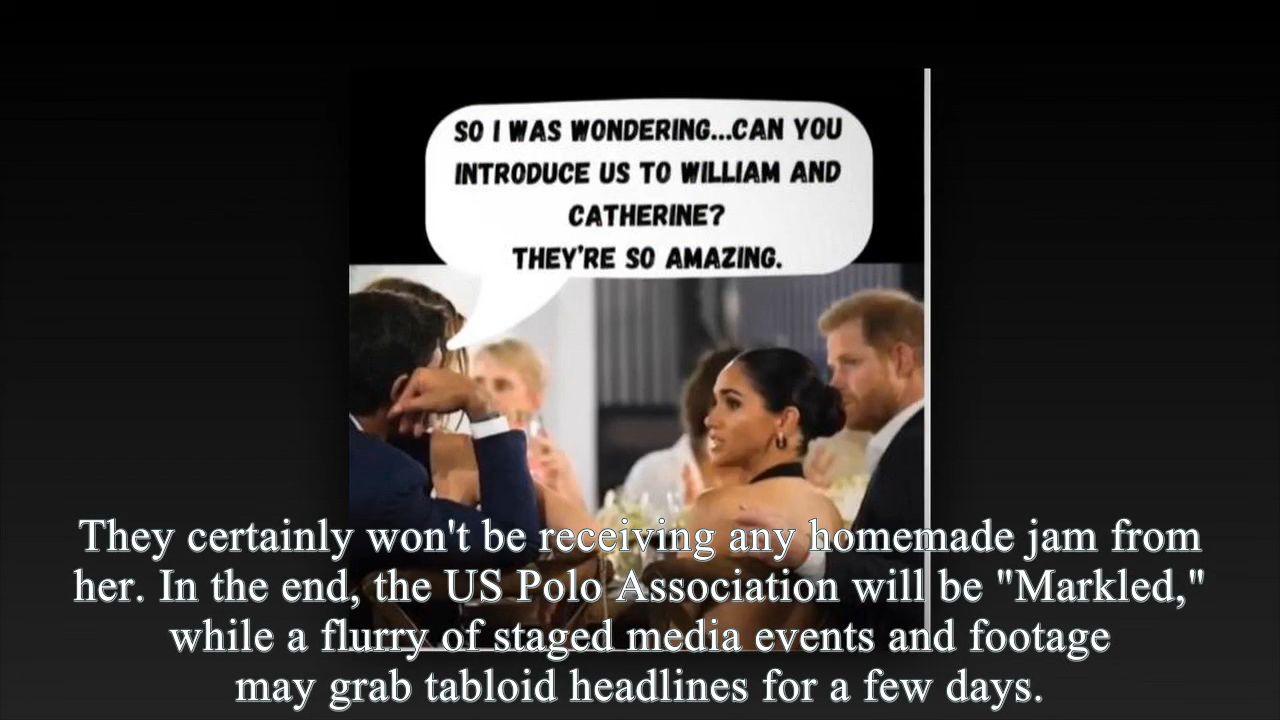 SO I WAS WONDERING...CAN YOU
INTRODUCE US TO WILLIAM AND
CATHERINE?
THEY'RE SO AMAZING.
They certainly won't be receiving any homemade jam from
her. In the end, the US Polo Association will be "Markled,"
while a flurry of staged media events and footage
may grab tabloid headlines for a few days.